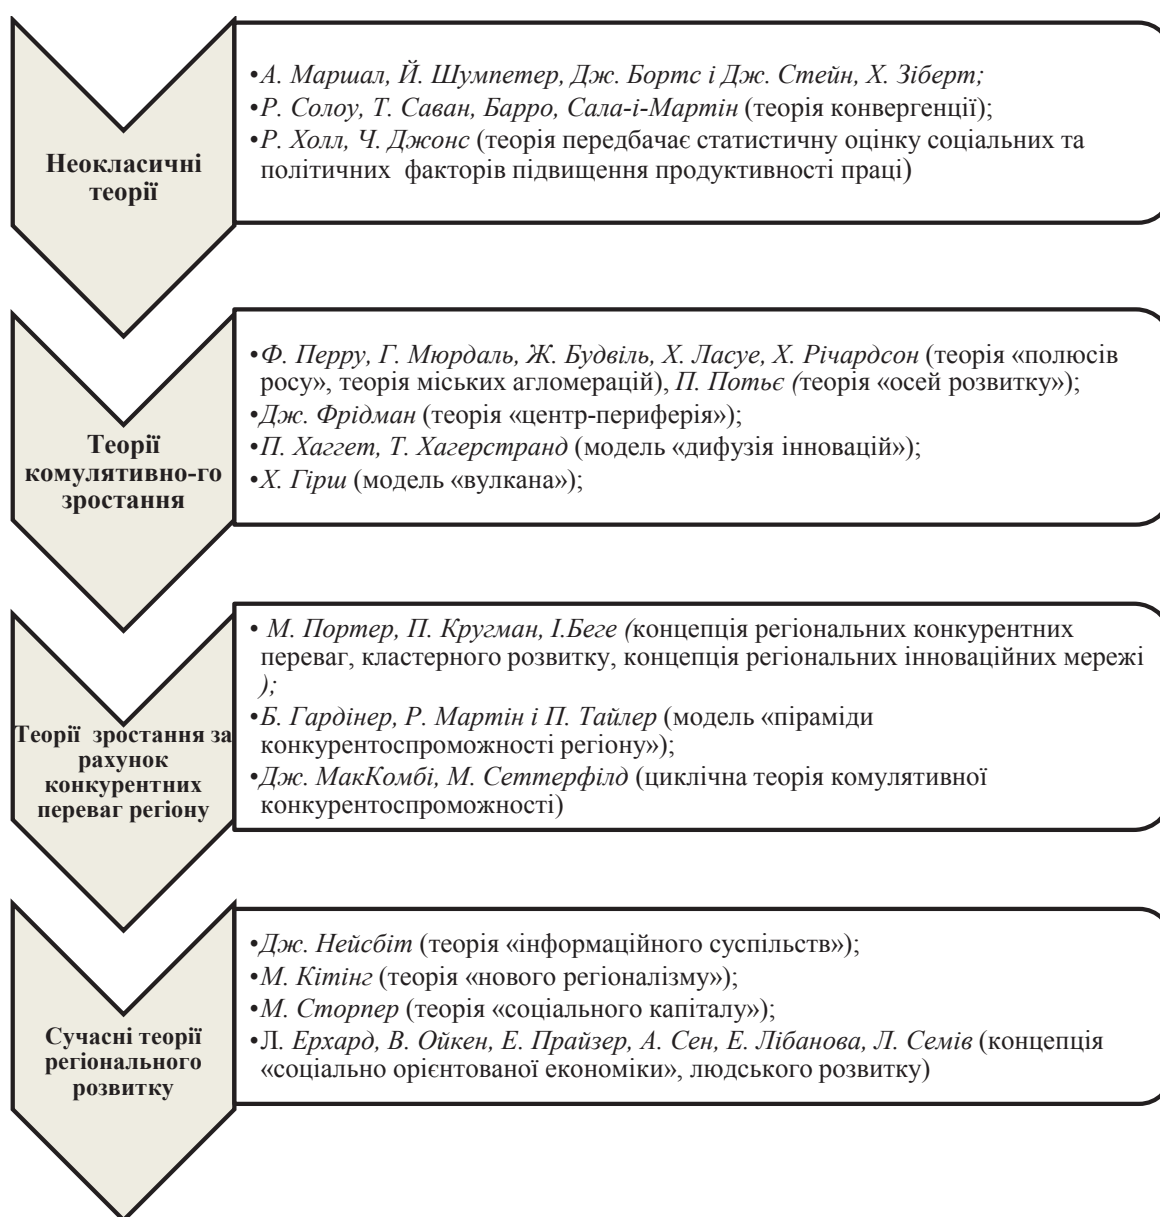 Неокласичні
теорії
•А. Маршал, Й. Шумпетер, Дж. Бортс і Дж. Стейн, Х. Зіберт;
•Р. Солоу, Т. Саван, Барро, Сала-і-Мартін (теорія конвергенції);
•Р. Холл, Ч. Джонс (теорія передбачає статистичну оцінку соціальних та
політичних факторів підвищення продуктивності праці)
Теорії
комулятивно-го
зростання
•Ф. Перру, Г. Мюрдаль, Ж. Будвіль, Х. Ласуе, Х. Річардсон (теорія «полюсів
росу», теорія міських агломерацій), П. Потьє (теорія «осей розвитку»);
•Дж. Фрідман (теорія «центр-периферія»);
•П. Хаггет, Т. Хагерстранд (модель «дифузія інновацій»);
•Х. Гірш (модель «вулкана»);
Теорії зростання за
рахунок
конкурентних
переваг регіону
• М. Портер, П. Кругман, І.Беге (концепція регіональних конкурентних
переваг, кластерного розвитку, концепція регіональних інноваційних мережі
);
•Б. Гардінер, Р. Мартін і П. Тайлер (модель «піраміди
конкурентоспроможності регіону»);
•Дж. МакКомбі, М. Сеттерфілд (циклічна теорія комулятивної
конкурентоспроможності)
Сучасні теорії
регіонального
розвитку
•Дж. Нейсбіт (теорія «інформаційного суспільств»);
•М. Кітінг (теорія «нового регіоналізму»);
•М. Сторпер (теорія «соціального капіталу»);
•Л. Ерхард, В. Ойкен, Е. Прайзер, А. Сен, Е. Лібанова, Л. Семів (концепція
«соціально орієнтованої економіки», людського розвитку)